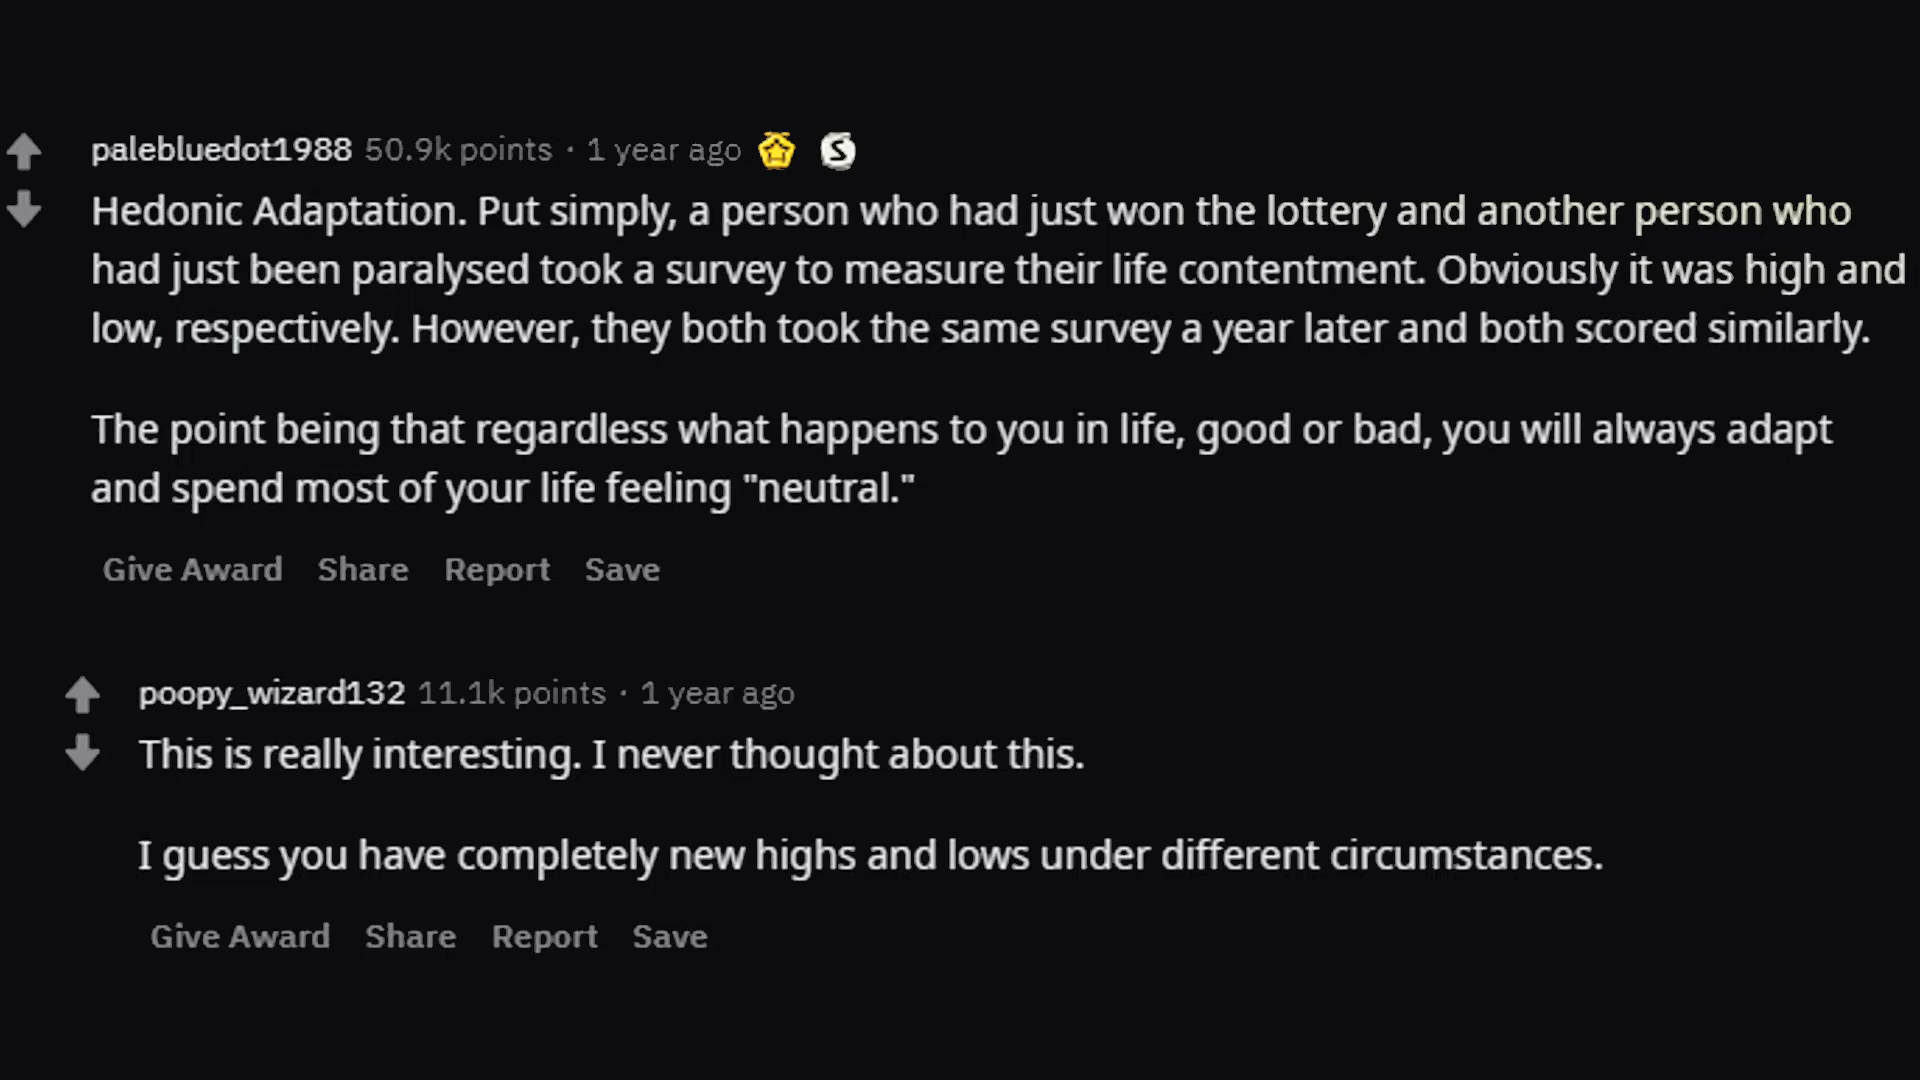 palebluedot1988 50.9k points · 1 year ago S
Hedonic Adaptation. Put simply, a person who had just won the lottery and another person who
had just been paralysed took a survey to measure their life contentment. Obviously it was high and
low, respectively. However, they both took the same survey a year later and both scored similarly.
The point being that regardless what happens to you in life, good or bad, you will always adapt
and spend most of your life feeling "neutral."
Give Award Share Report Save
poopy_wizard132 11.1k points · 1 year ago
This is really interesting. I never thought about this.
I guess you have completely new highs and lows under different circumstances.
Give Award Share Report Save